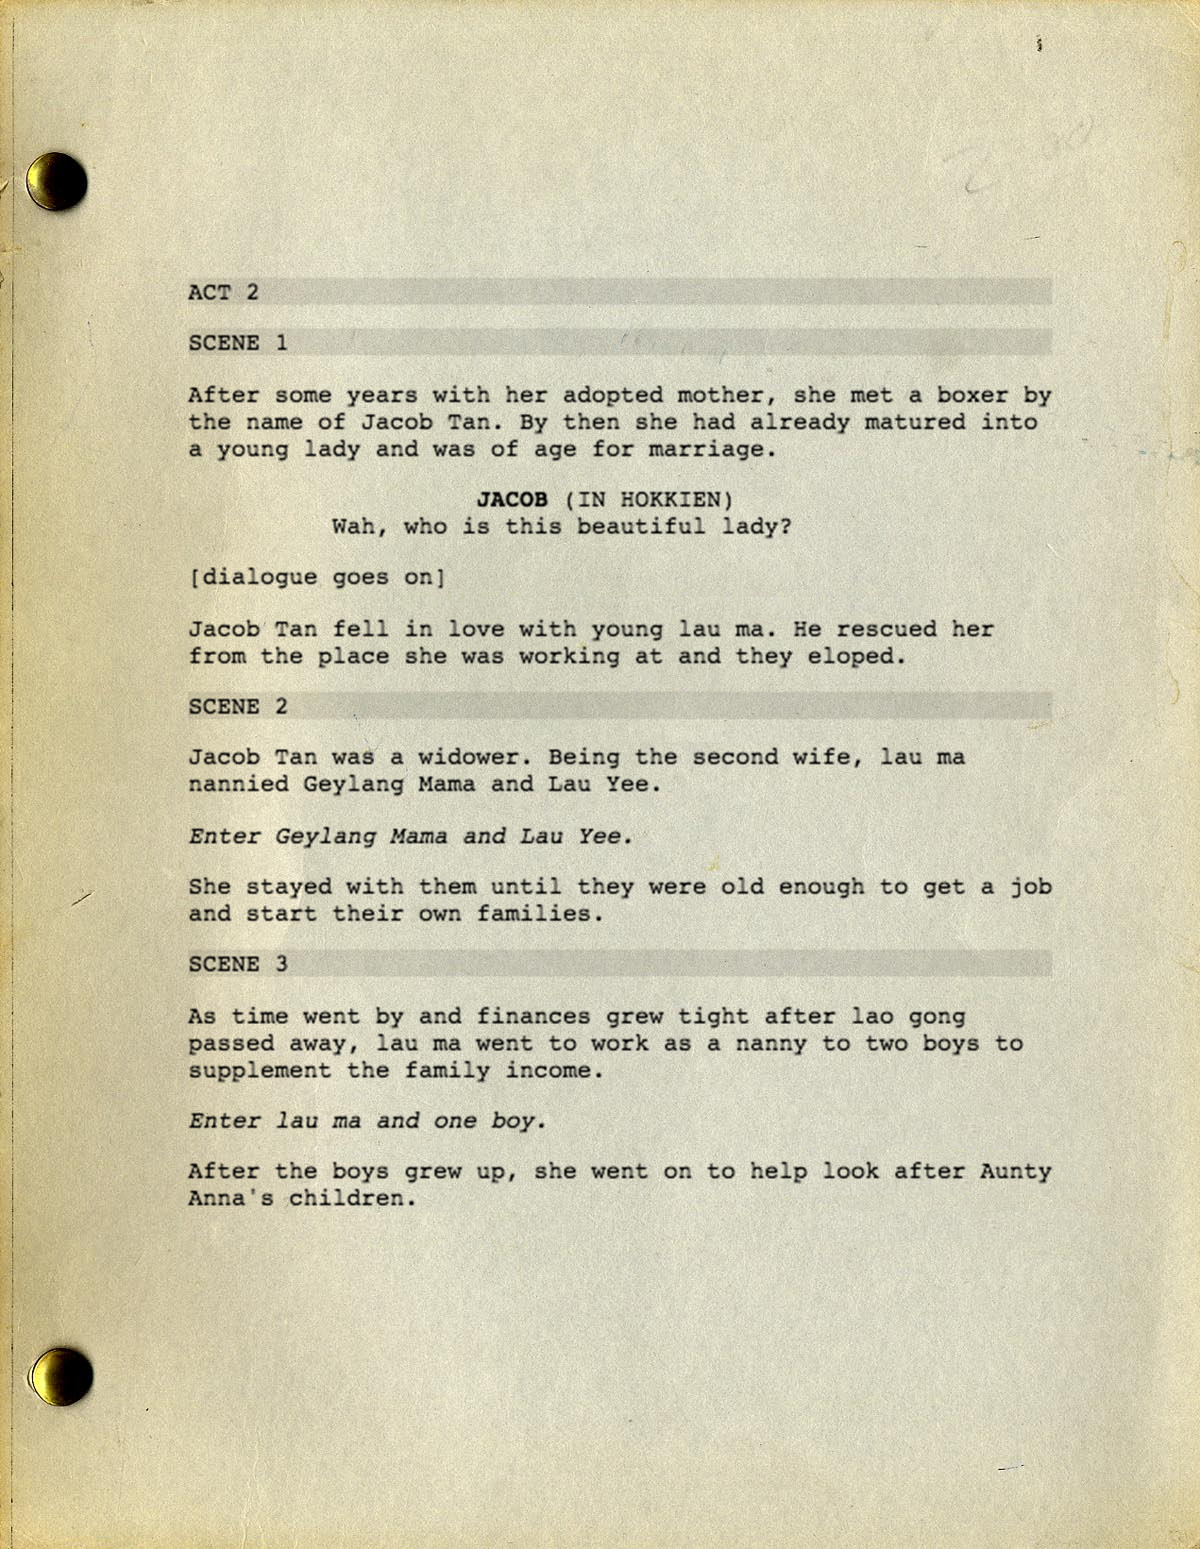 ACT 2
SCENE 1
After some years with her adopted mother, she met a boxer by
the name of Jacob Tan. By then she had already matured into
a young lady and was of age for marriage.
JACOB (IN HOKKIEN)
Wah, who is this beautiful lady?
[dialogue goes on]
Jacob Tan fell in love with young lau ma. He rescued her
from the place she was working at and they eloped.
SCENE 2
Jacob Tan was a widower. Being the second wife, lau ma
nannied Geylang Mama and Lau Yee.
Enter Geylang Mama and Lau Yee.
She stayed with them until they were old enough to get a job
and start their own families.
SCENE 3
As time went by and finances grew tight after lao gong
passed away, lau ma went to work as a nanny to two boys to
supplement the family income.
Enter lau ma and one boy.
After the boys grew up, she went on to help look after Aunty
Anna's children.